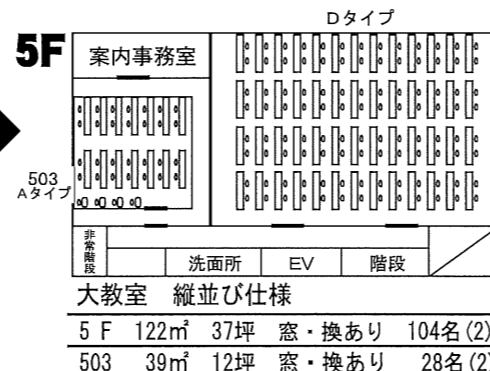 Dタイプ
5F
案内事務室
503
Aタイプ
非常階段
洗面所 EV 階段
大教室 縦並び仕様
5F 122㎡ 37坪 窓・換あり 104名(2)
503 39㎡ 12坪 窓・換あり 28名(2)